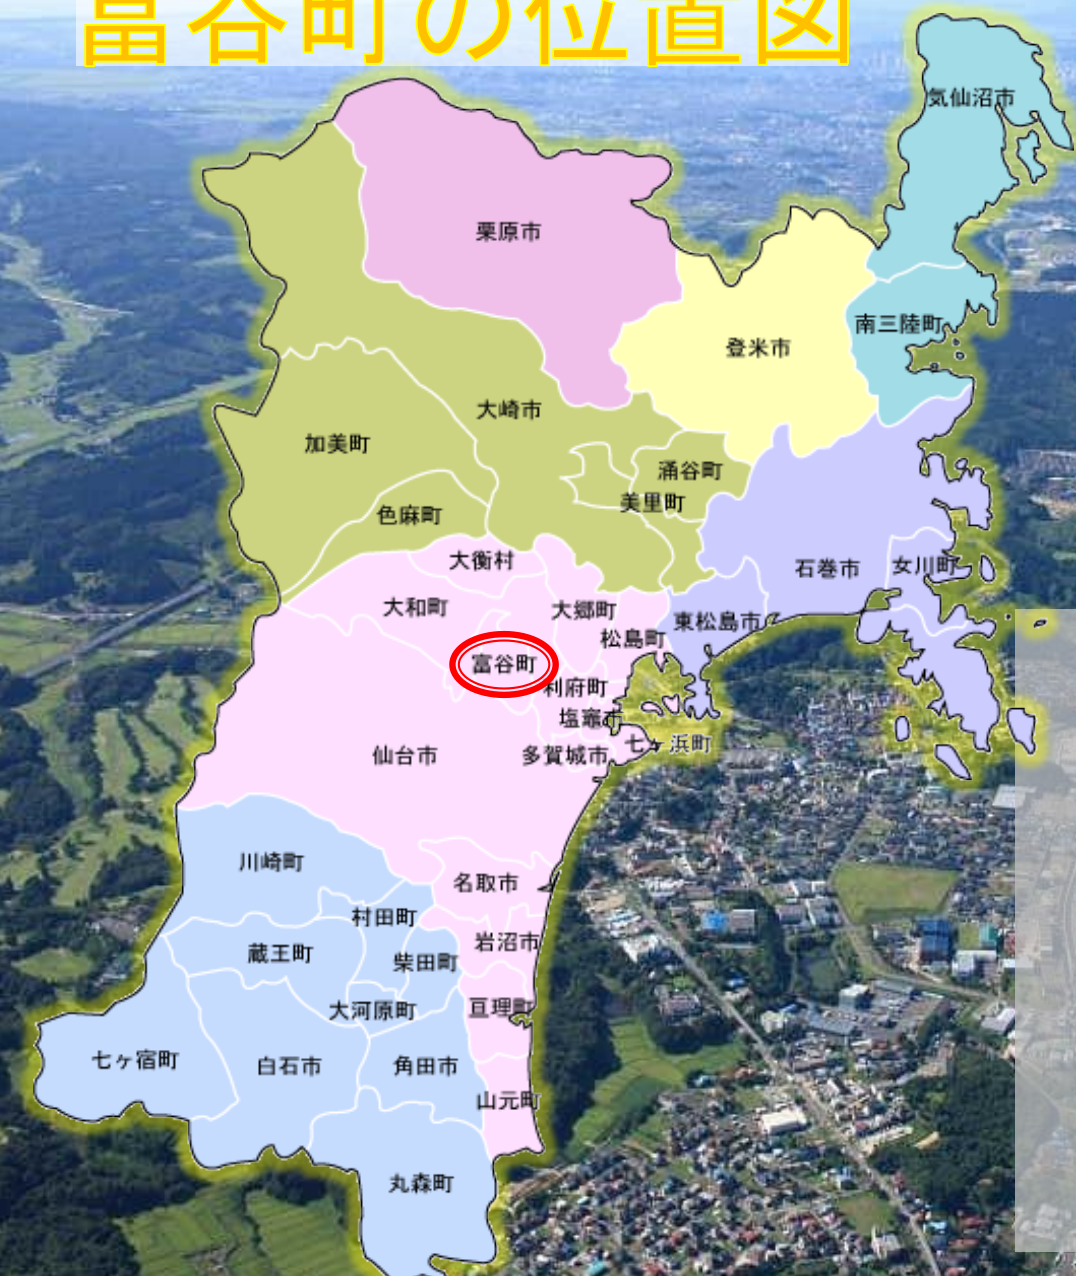 富谷町の位置図
気仙沼市
栗原市
南三陸町
登米市
大崎市
加美町
涌谷町
美里町
色麻町
大衡村
石巻市
女川町
大和町
大郷町
東松島市
松島町
富谷町
利府町
塩竈市
七ヶ浜町
仙台市
多賀城市
川崎町
名取市
村田町
岩沼市
蔵王町
柴田町
大河原町
亘理町
七ヶ宿町
白石市
角田市
山元町
丸森町